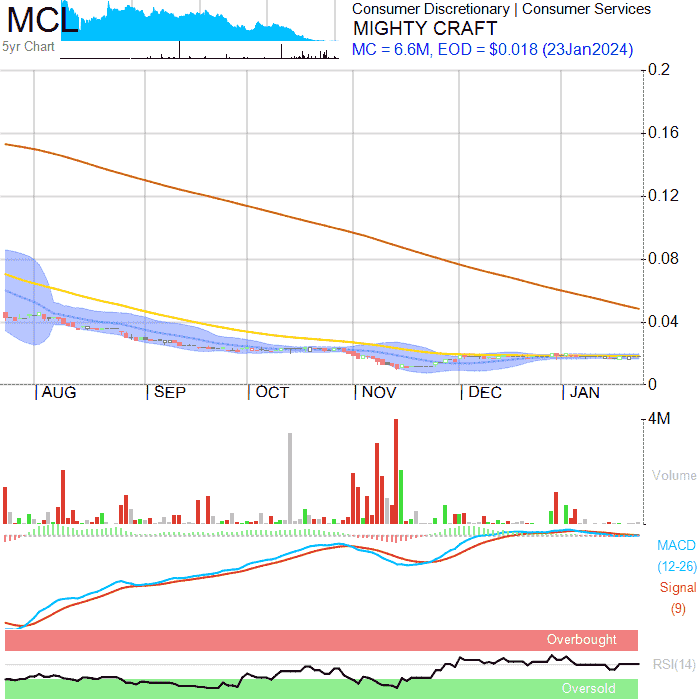 MCL
5yr Chart
Consumer Discretionary | Consumer Services
MIGHTY CRAFT
MC = 6.6M, EOD = $0.018 (23Jan2024)
0.2
0.16
0.12
0.08
0.04
0
AUG SEP OCT NOV DEC JAN
4M
Volume
MACD
(12-26)
Signal
(9)
Overbought
RSI(14)
Oversold